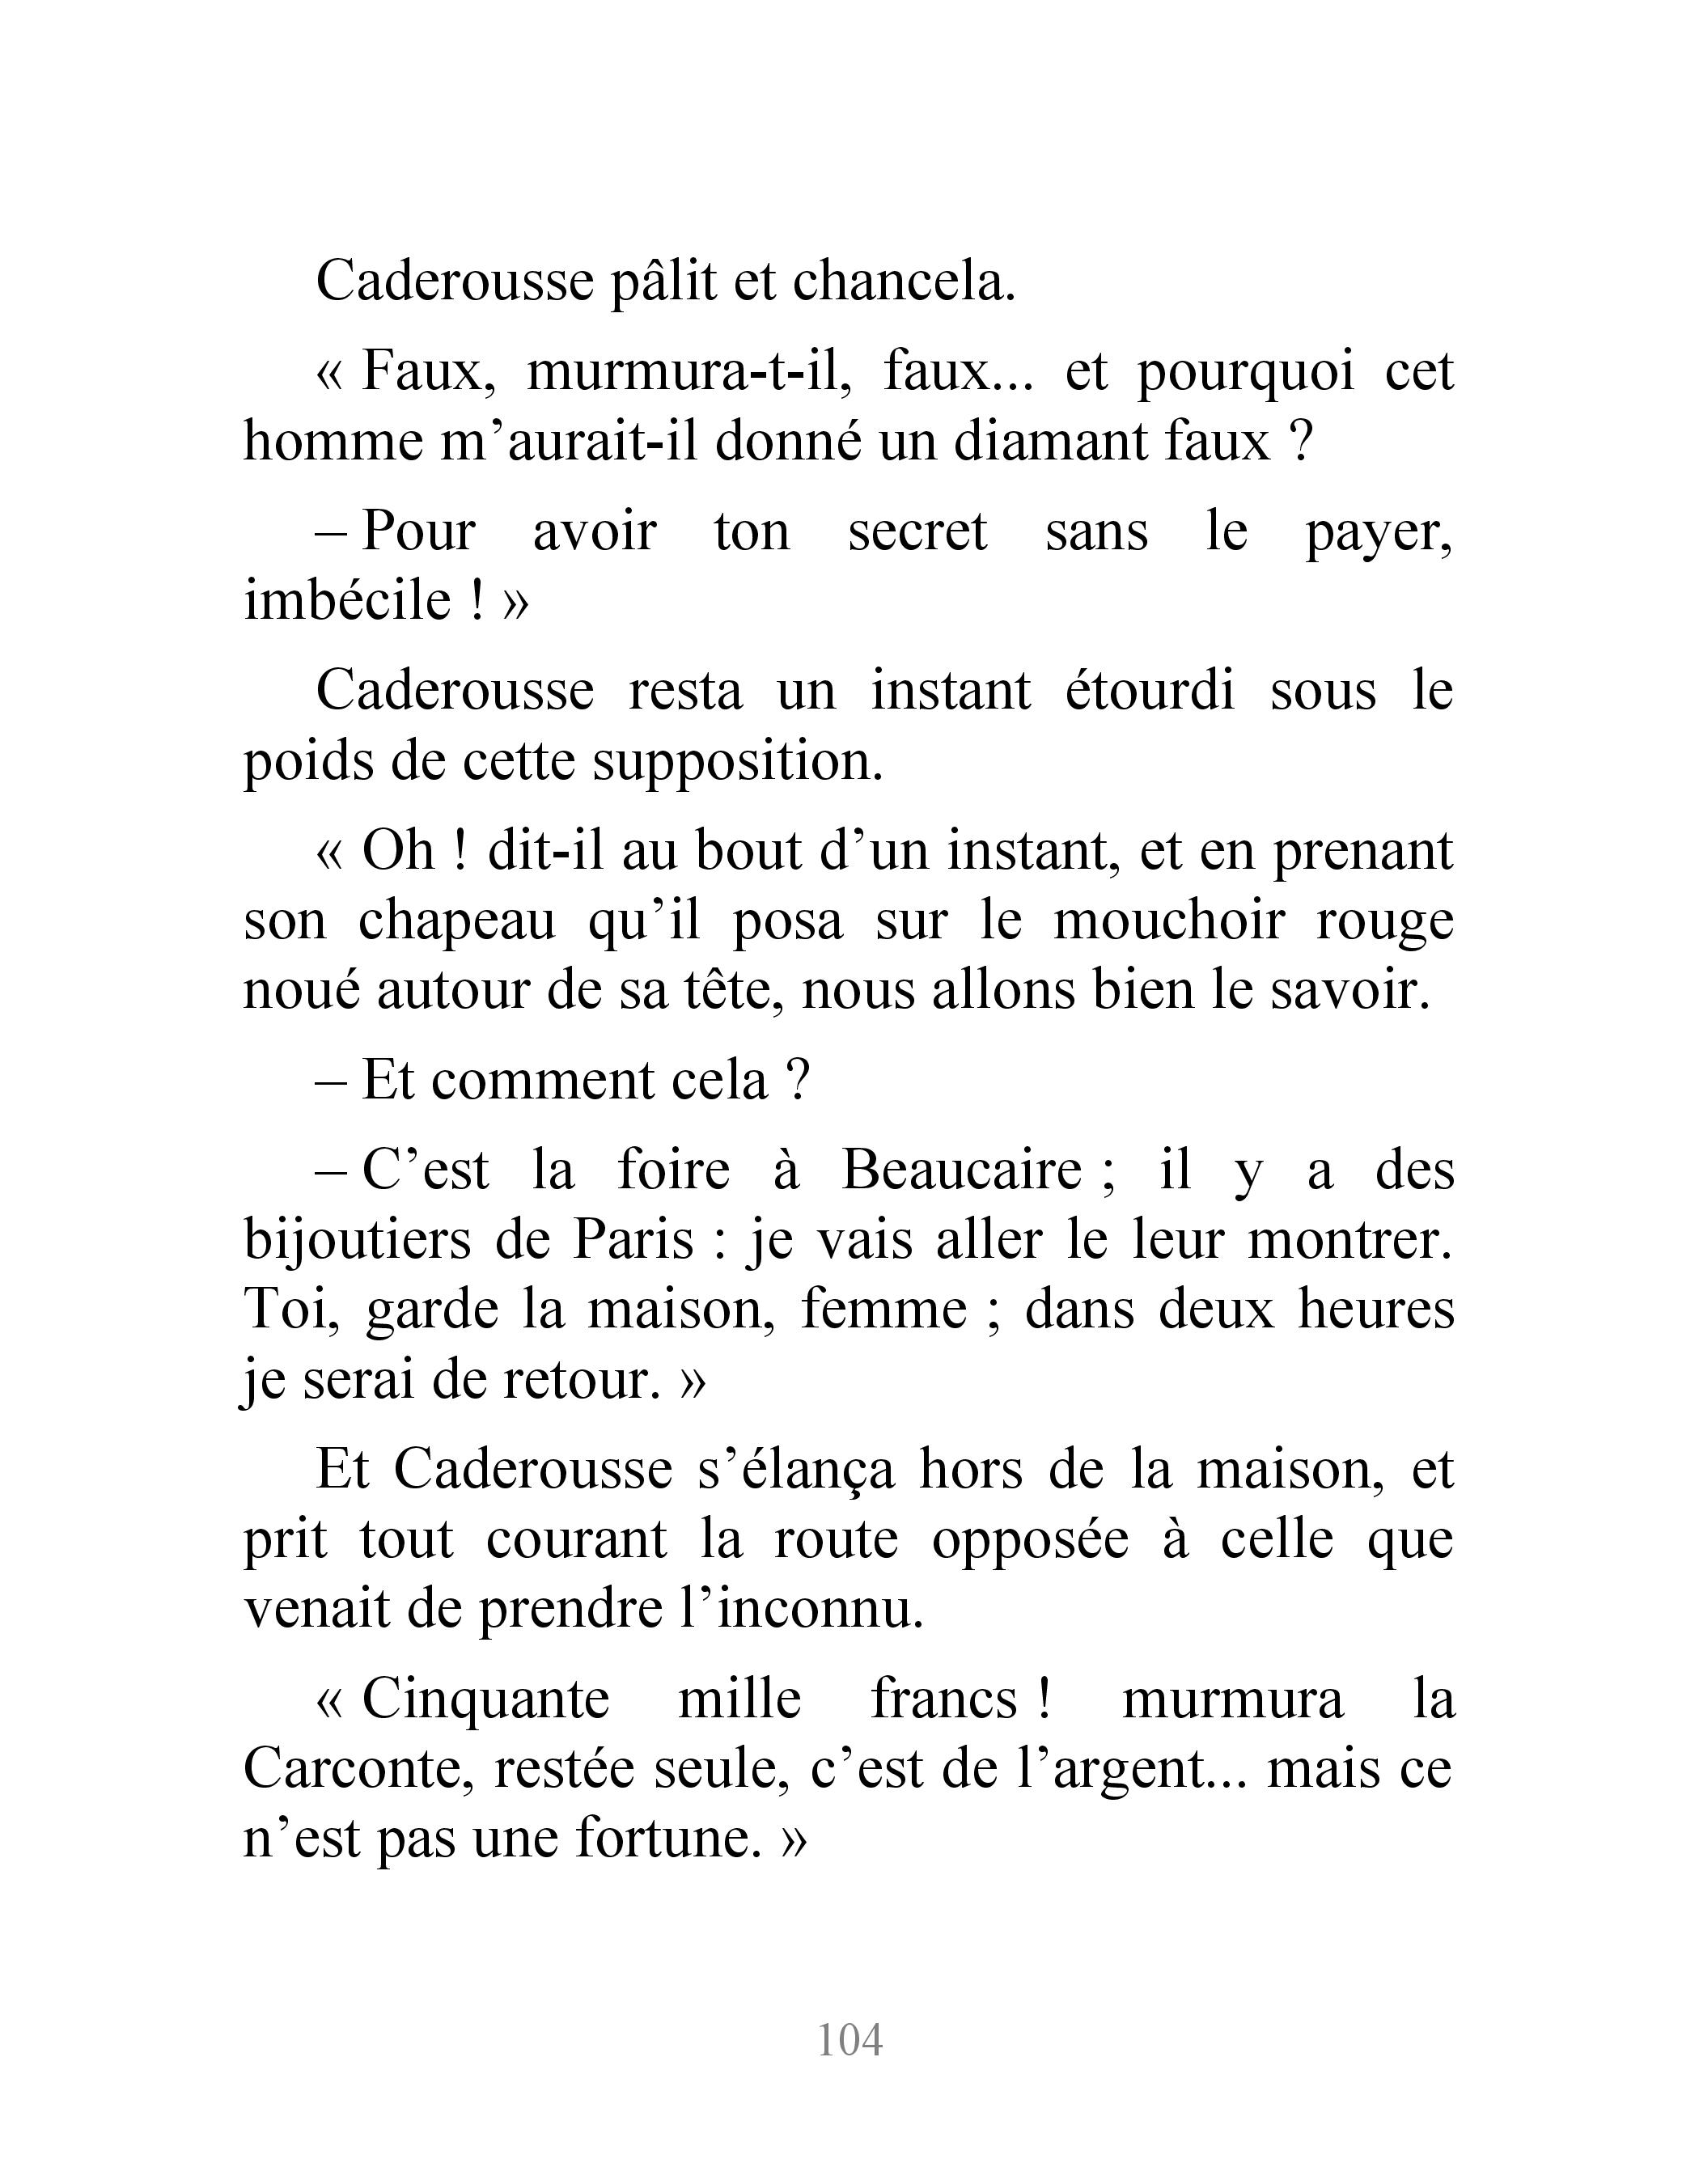 Caderousse pâlit et chancela.
« Faux, murmura-t-il, faux... et pourquoi cet
homme m’aurait-il donné un diamant faux ?
– Pour avoir ton secret sans le payer,
imbécile ! »
Caderousse resta un instant étourdi sous le
poids de cette supposition.
« Oh ! dit-il au bout d’un instant, et en prenant
son chapeau qu’il posa sur le mouchoir rouge
noué autour de sa tête, nous allons bien le savoir.
– Et comment cela ?
– C’est la foire à Beaucaire ; il y a des
bijoutiers de Paris : je vais aller le leur montrer.
Toi, garde la maison, femme ; dans deux heures
je serai de retour. »
Et Caderousse s’élança hors de la maison, et
prit tout courant la route opposée à celle que
venait de prendre l’inconnu.
« Cinquante mille francs ! murmura la
Carconte, restée seule, c’est de l’argent... mais ce
n’est pas une fortune. »
104